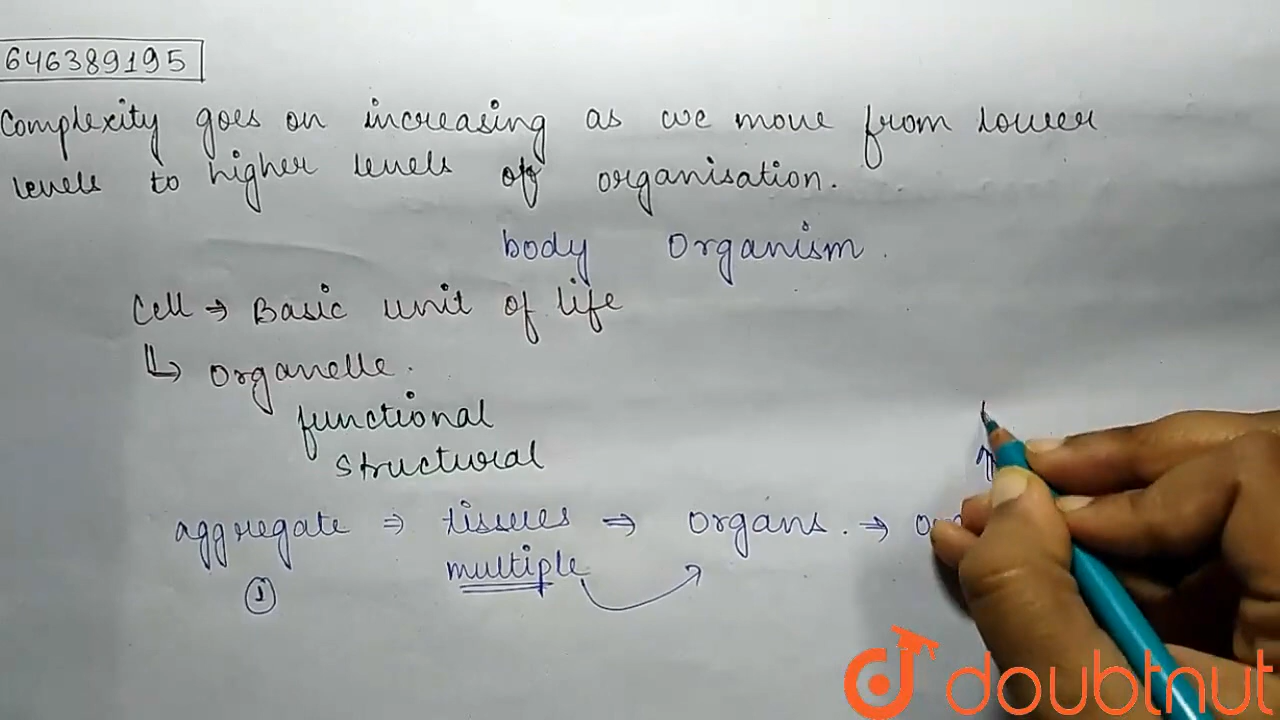 646389195
Complexity goes on increasing as we move from lower
levels to higher levels of organisation.
body organism.
Cell → Basic unit of life
↳ organelle.
functional
structural
aggregate ⇒ tissues ⇒ organs. →
multiple
①
doubtnut